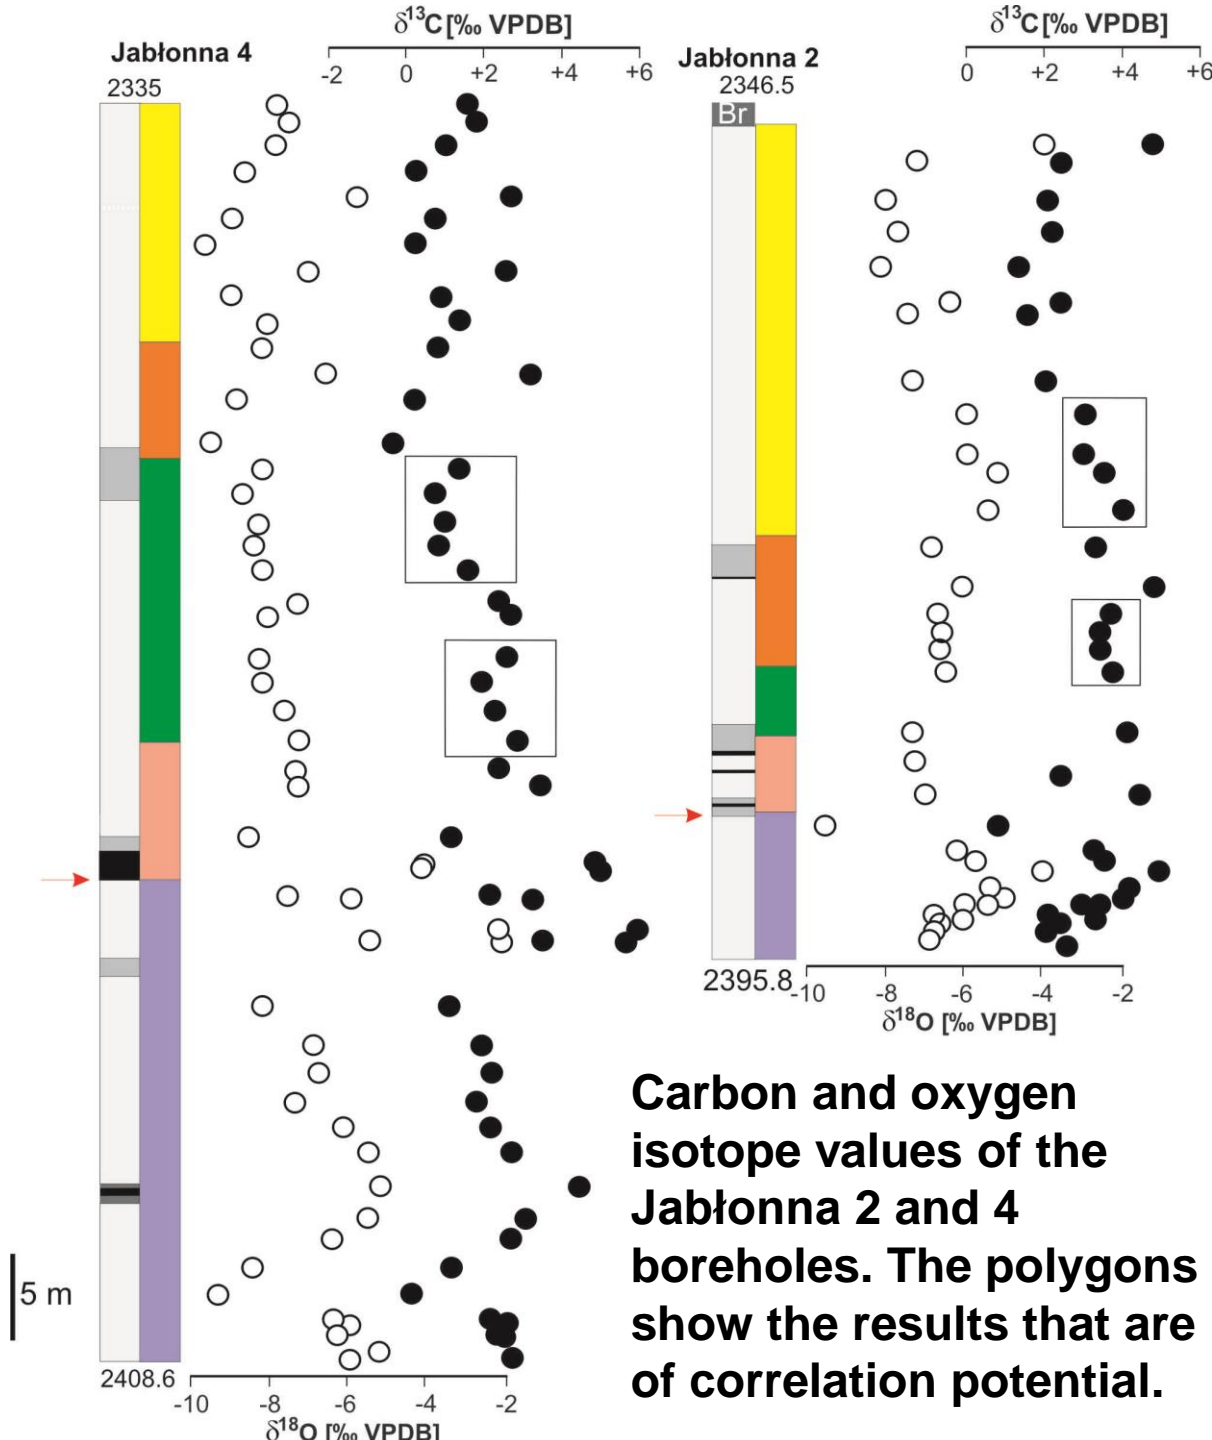 δ13C[‰ VPDB]
Jabłonna 4
-2 0 +2 +4 +6
2335
δ13C[‰ VPDB]
Jabłonna 2
0 +2 +4 +6
2346.5
Br
2395.8
-10 -8 -6 -4 -2
δ18O [‰ VPDB]
Carbon and oxygen
isotope values of the
Jabłonna 2 and 4
boreholes. The polygons
show the results that are
of correlation potential.
5 m
2408.6
-10 -8 -6 -4 -2
δ18O [‰ VPDB]